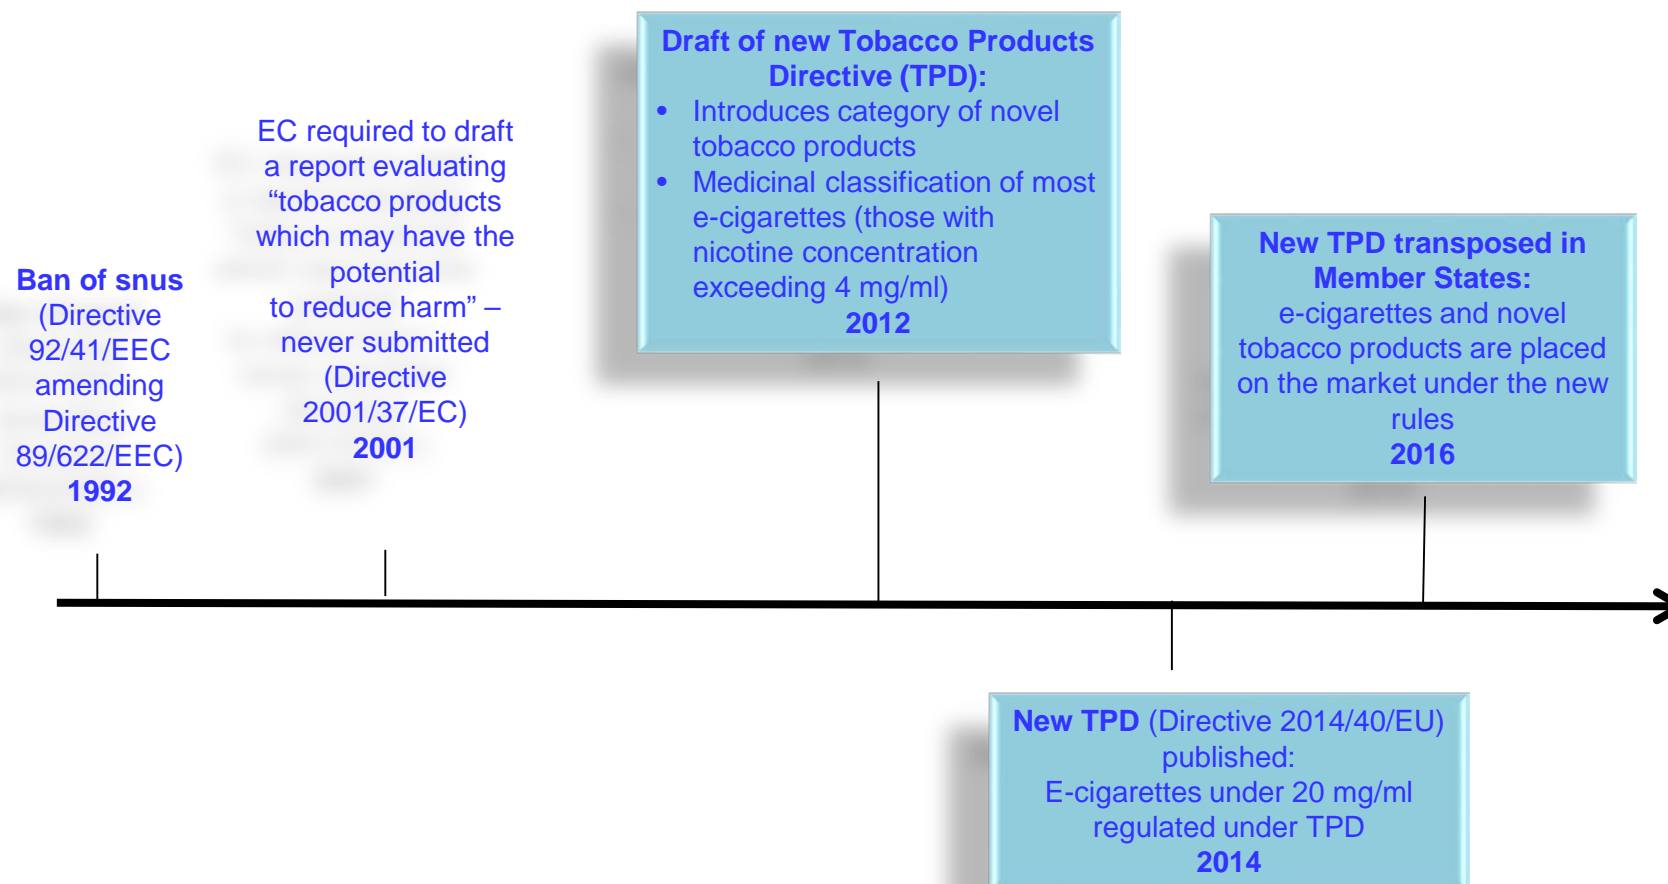 Ban of snus
(Directive
92/41/EEC
amending
Directive
89/622/EEC)
1992
EC required to draft
a report evaluating
“tobacco products
which may have the
potential
to reduce harm” –
never submitted
(Directive
2001/37/EC)
2001
Draft of new Tobacco Products
Directive (TPD):
• Introduces category of novel
tobacco products
• Medicinal classification of most
e-cigarettes (those with
nicotine concentration
exceeding 4 mg/ml)
2012
New TPD (Directive 2014/40/EU)
published:
E-cigarettes under 20 mg/ml
regulated under TPD
2014
New TPD transposed in
Member States:
e-cigarettes and novel
tobacco products are placed
on the market under the new
rules
2016